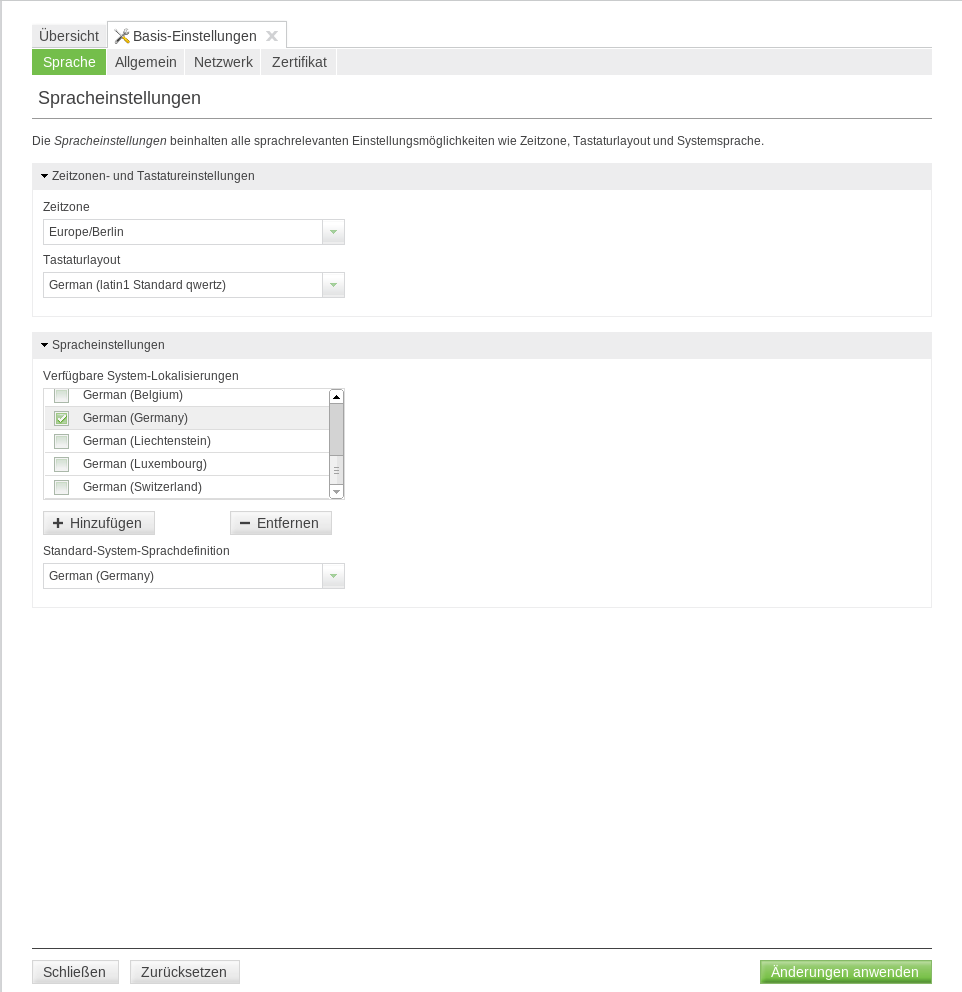 Übersicht Basis-Einstellungen
Sprache Allgemein Netzwerk Zertifikat
Spracheinstellungen
Die Spracheinstellungen beinhalten alle sprachrelevanten Einstellungsmöglichkeiten wie Zeitzone, Tastaturlayout und Systemsprache.
Zeitzonen- und Tastatureinstellungen
Zeitzone
Europe/Berlin
Tastaturlayout
German (latin1 Standard qwertz)
Spracheinstellungen
Verfügbare System-Lokalisierungen
German (Belgium)
German (Germany)
German (Liechtenstein)
German (Luxembourg)
German (Switzerland)
Hinzufügen Entfernen
Standard-System-Sprachdefinition
German (Germany)
Schließen Zurücksetzen Änderungen anwenden